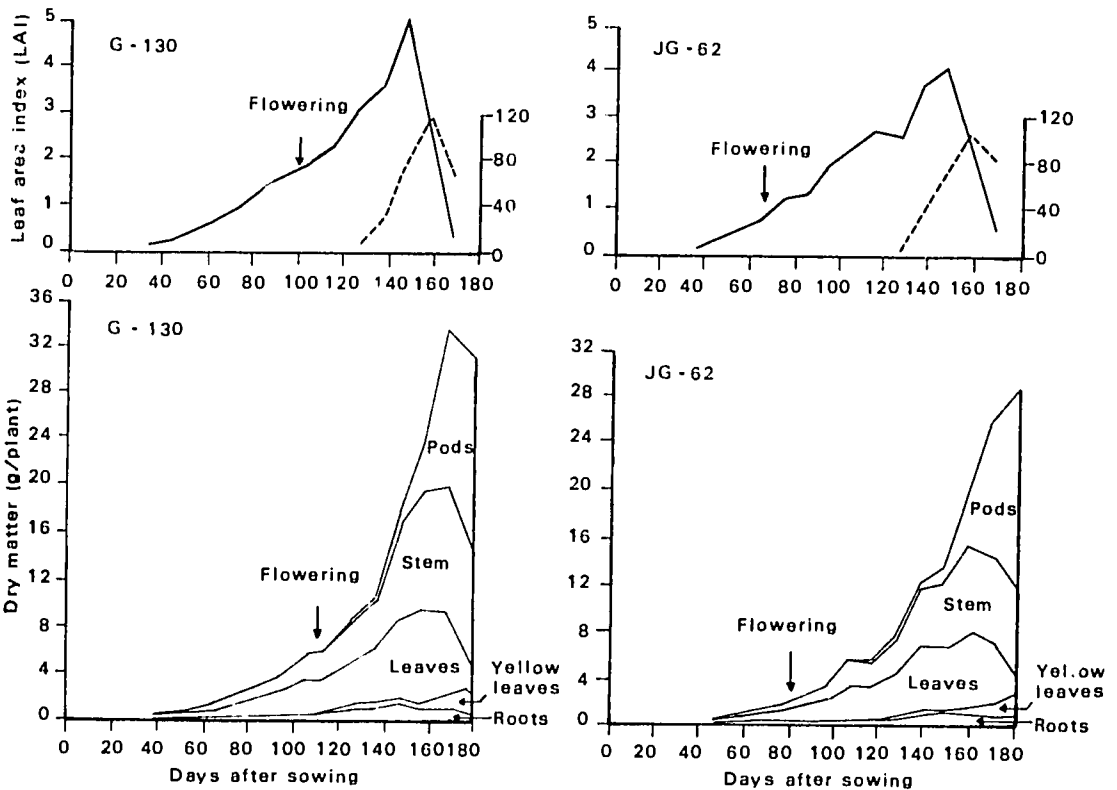 G - 130
Leaf arec index (LAI)
5
4
3
2
1
0
Flowering
120
80
40
0
0 20 40 60 80 100 120 140 160 180
JG - 62
5
4
3
2
1
0
Flowering
120
80
40
0
0 20 40 60 80 100 120 140 160 180
G - 130
Dry matter (g/plant)
36
32
28
24
20
16
12
8
4
0
Flowering
Pods
Stem
Leaves
Yellow
leaves
Roots
0 20 40 60 80 100 120 140 160 180
Days after sowing
JG - 62
32
28
24
20
16
12
8
4
0
Flowering
Pods
Stem
Leaves
Yel.ow
leaves
Roots
0 20 40 60 80 100 120 140 160 180
Days after sowing